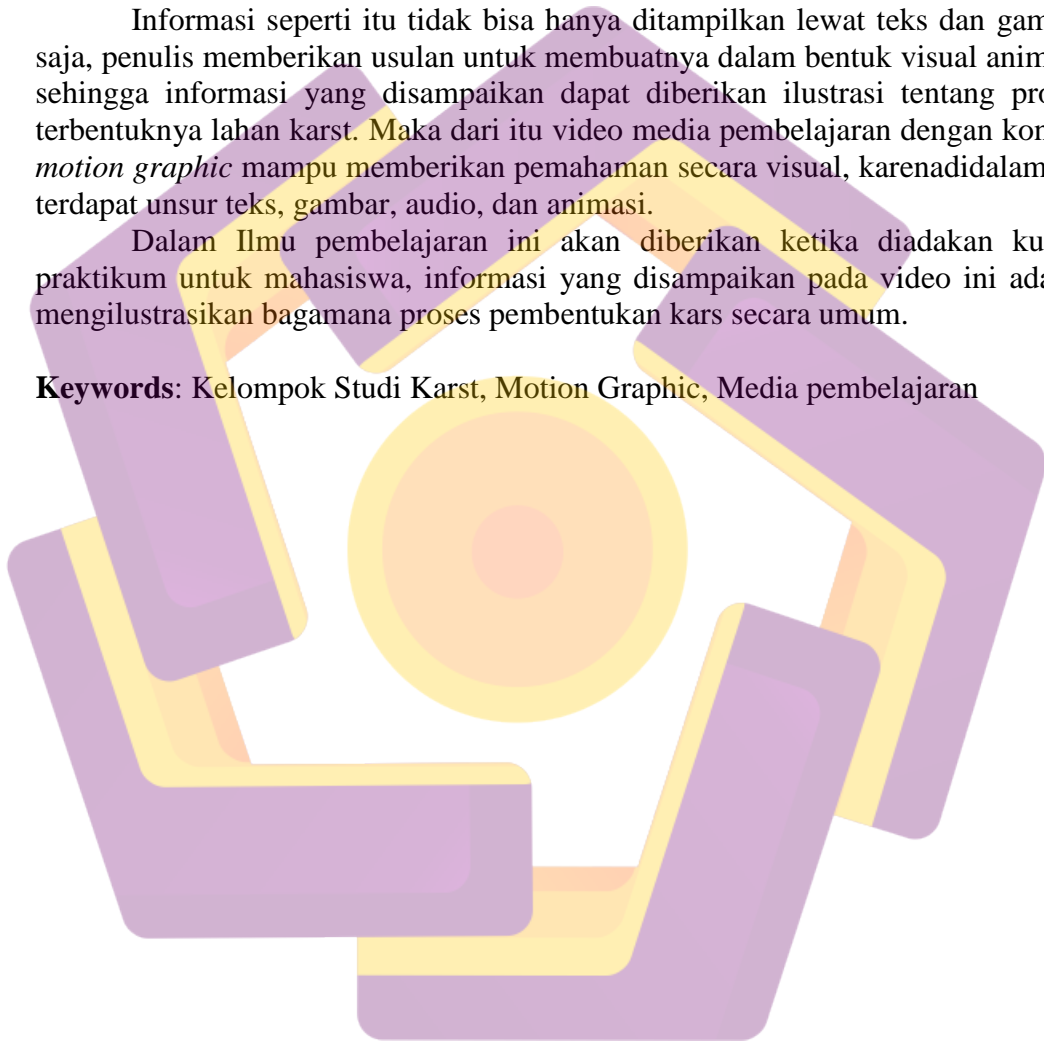 Informasi seperti itu tidak bisa hanya ditampilkan lewat teks dan gam
saja, penulis memberikan usulan untuk membuatnya dalam bentuk visual anim
sehingga informasi yang disampaikan dapat diberikan ilustrasi tentang pro
terbentuknya lahan karst. Maka dari itu video media pembelajaran dengan kon
motion graphic mampu memberikan pemahaman secara visual, karenadidalam
terdapat unsur teks, gambar, audio, dan animasi.
Dalam Ilmu pembelajaran ini akan diberikan ketika diadakan ku
praktikum untuk mahasiswa, informasi yang disampaikan pada video ini ada
mengilustrasikan bagamana proses pembentukan kars secara umum.
Keywords: Kelompok Studi Karst, Motion Graphic, Media pembelajaran